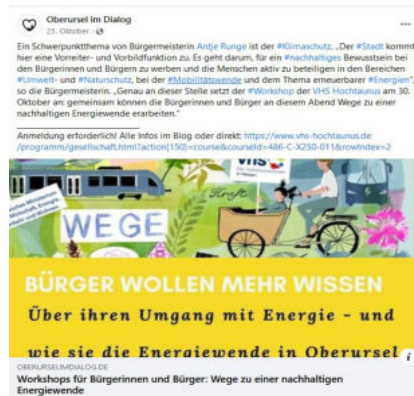 Oberursel im Dialog
25. Oktober ·
Ein Schwerpunktthema von Bürgermeisterin Antje Runge ist der #Klimaschutz. „Der #Stadt kommt
hier eine Vorreiter- und Vorbildfunktion zu. Es geht darum, für ein #nachhaltiges Bewusstsein bei
den Bürgerinnen und Bürgern zu werben und die Menschen aktiv zu beteiligen in den Bereichen
#Umwelt- und #Naturschutz, bei der #Mobilitätswende und dem Thema erneuerbarer #Energien",
so die Bürgermeisterin. „Genau an dieser Stelle setzt der #Workshop der VHS Hochtaunus am 30.
Oktober an: gemeinsam können die Bürgerinnen und Bürger an diesem Abend Wege zu einer
nachhaltigen Energiewende erarbeiten."
Anmeldung erforderlich! Alle Infos im Blog oder direkt: https://www.vhs-hochtaunus.de
/programm/gesellschaft.html?action[150]=course&courseId=486-C-X250-011&rowIndex=2
vhs
Ministerium
Wirtschaft, Energie,
Kraft
WEGE
BÜRGER WOLLEN MEHR WISSEN
Über ihren Umgang mit Energie - und
wie sie die Energiewende in Oberursel
OBERURSELIMDIALOG.DE
Workshops für Bürgerinnen und Bürger: Wege zu einer nachhaltigen
Energiewende